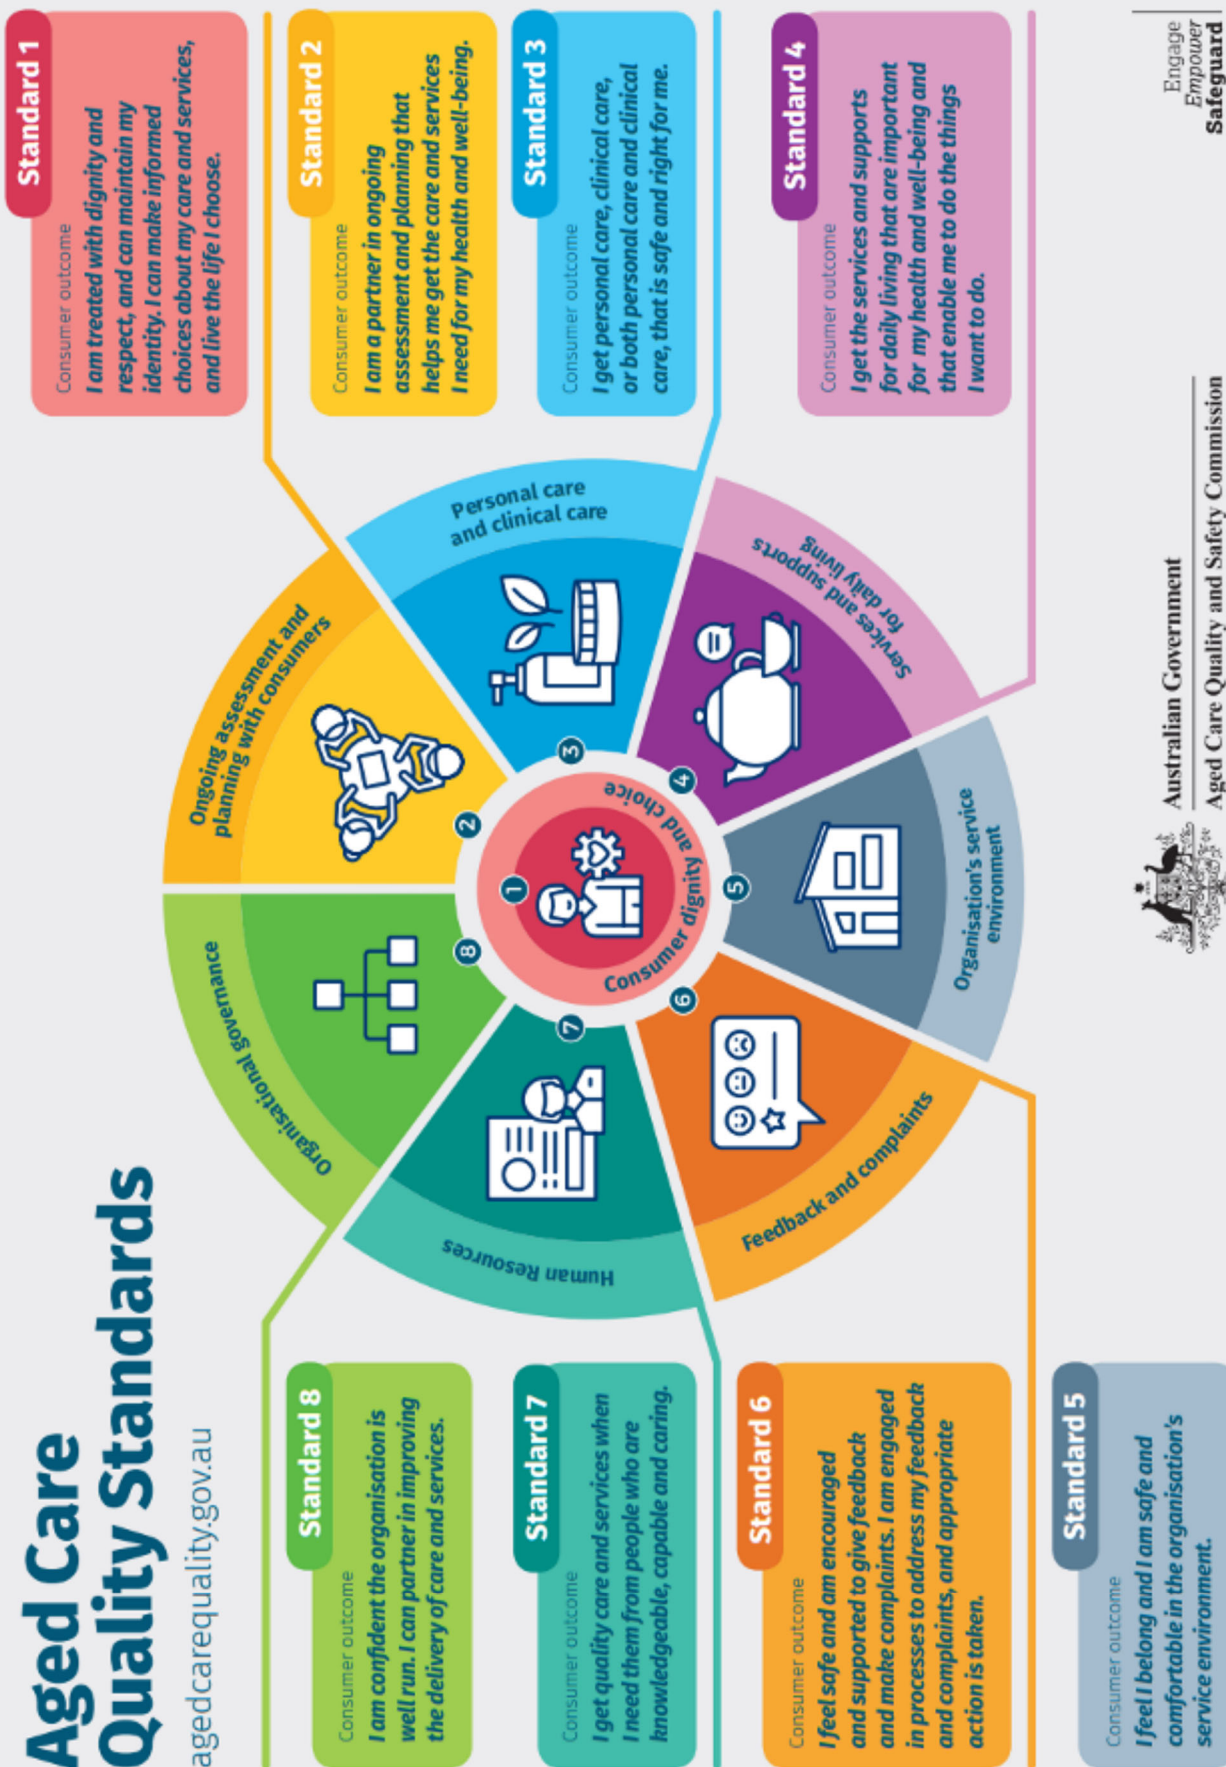 Aged Care
Quality Standards
agedcarequality.gov.au
Standard 1
Consumer outcome
I am treated with dignity and
respect, and can maintain my
identity. I can make informed
choices about my care and services,
and live the life I choose.
Standard 2
Consumer outcome
I am a partner in ongoing
assessment and planning that
helps me get the care and services
I need for my health and well-being.
Standard 3
Consumer outcome
I get personal care, clinical care,
or both personal care and clinical
care, that is safe and right for me.
Standard 4
Consumer outcome
I get the services and supports
for daily living that are important
for my health and well-being and
that enable me to do the things
I want to do.
Standard 8
Consumer outcome
I am confident the organisation is
well run. I can partner in improving
the delivery of care and services.
Standard 7
Consumer outcome
I get quality care and services when
I need them from people who are
knowledgeable, capable and caring.
Standard 6
Consumer outcome
I feel safe and am encouraged
and supported to give feedback
and make complaints. I am engaged
in processes to address my feedback
and complaints, and appropriate
action is taken.
Standard 5
Consumer outcome
I feel I belong and I am safe and
comfortable in the organisation's
service environment.
1
Consumer dignity and choice
2
Ongoing assessment and
planning with consumers
3
Personal care
and clinical care
4
Services and supports
for daily living
5
Organisation's service
environment
6
Feedback and complaints
7
Human Resources
8
Organisational governance
Australian Government
Aged Care Quality and Safety Commission
Engage
Empower
Safeguard